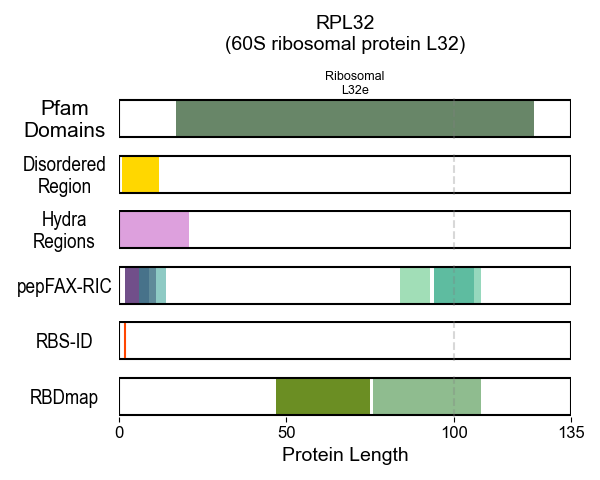 RPL32
(60S ribosomal protein L32)
Ribosomal
L32e
Pfam
Domains
Disordered
Region
Hydra
Regions
pepFAX-RIC
RBS-ID
RBDmap
0 50 100 135
Protein Length